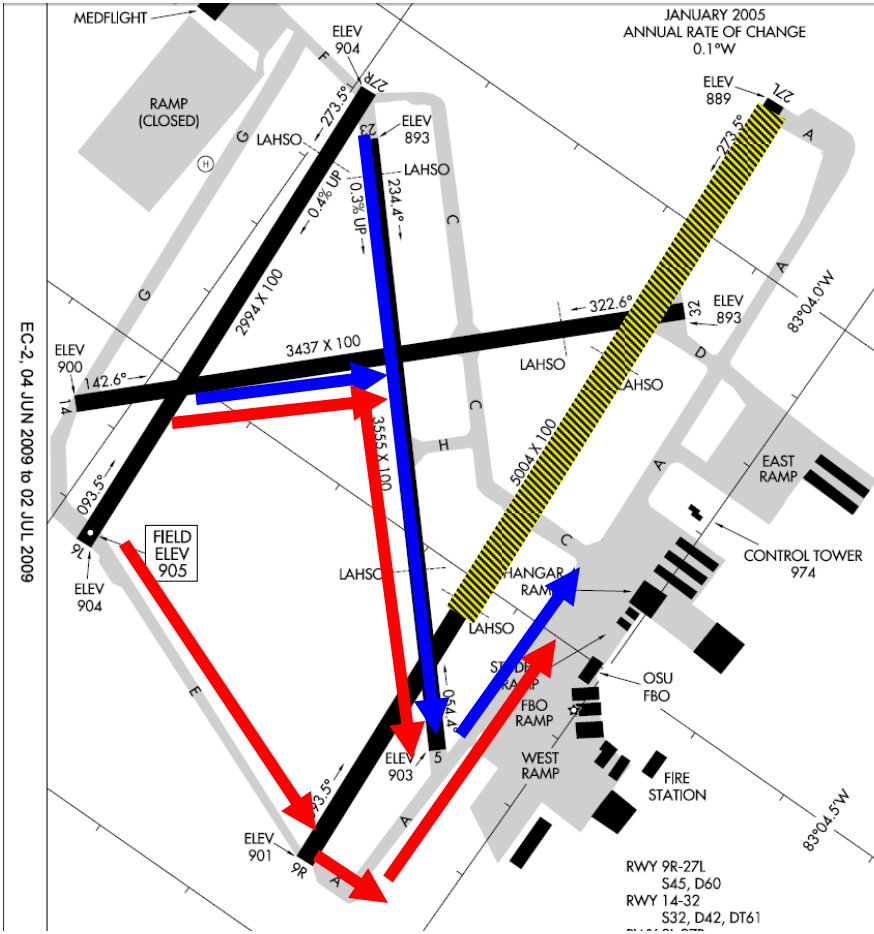 MEDFLIGHT
JANUARY 2005
ANNUAL RATE OF CHANGE
0.1°W
ELEV
904
27R
273.5°
F
RAMP
(CLOSED)
G
H
LAHSO
0.4% UP
23
ELEV
893
LAHSO
234.4°
0.3% UP
ELEV
889
27L
273.5°
A
C
A
83°04.0'W
2994 X 100
G
322.6°
32
ELEV
893
3437 X 100
LAHSO
LAHSO
D
ELEV
900
142.6°
14
3555 X 100
C
H
5004 X 100
A
EAST
RAMP
EC-2, 04 JUN 2009 to 02 JUL 2009
093.5°
9L
FIELD
ELEV
905
ELEV
904
C
CONTROL TOWER
974
LAHSO
HANGAR
RAMP
LAHSO
OSU
FBO
RAMP
FBO
RAMP
054.4°
5
ELEV
903
WEST
RAMP
FIRE
STATION
E
093.5°
A
83°04.5'W
ELEV
901
9R
A
RWY 9R-27L
S45, D60
RWY 14-32
S32, D42, DT61